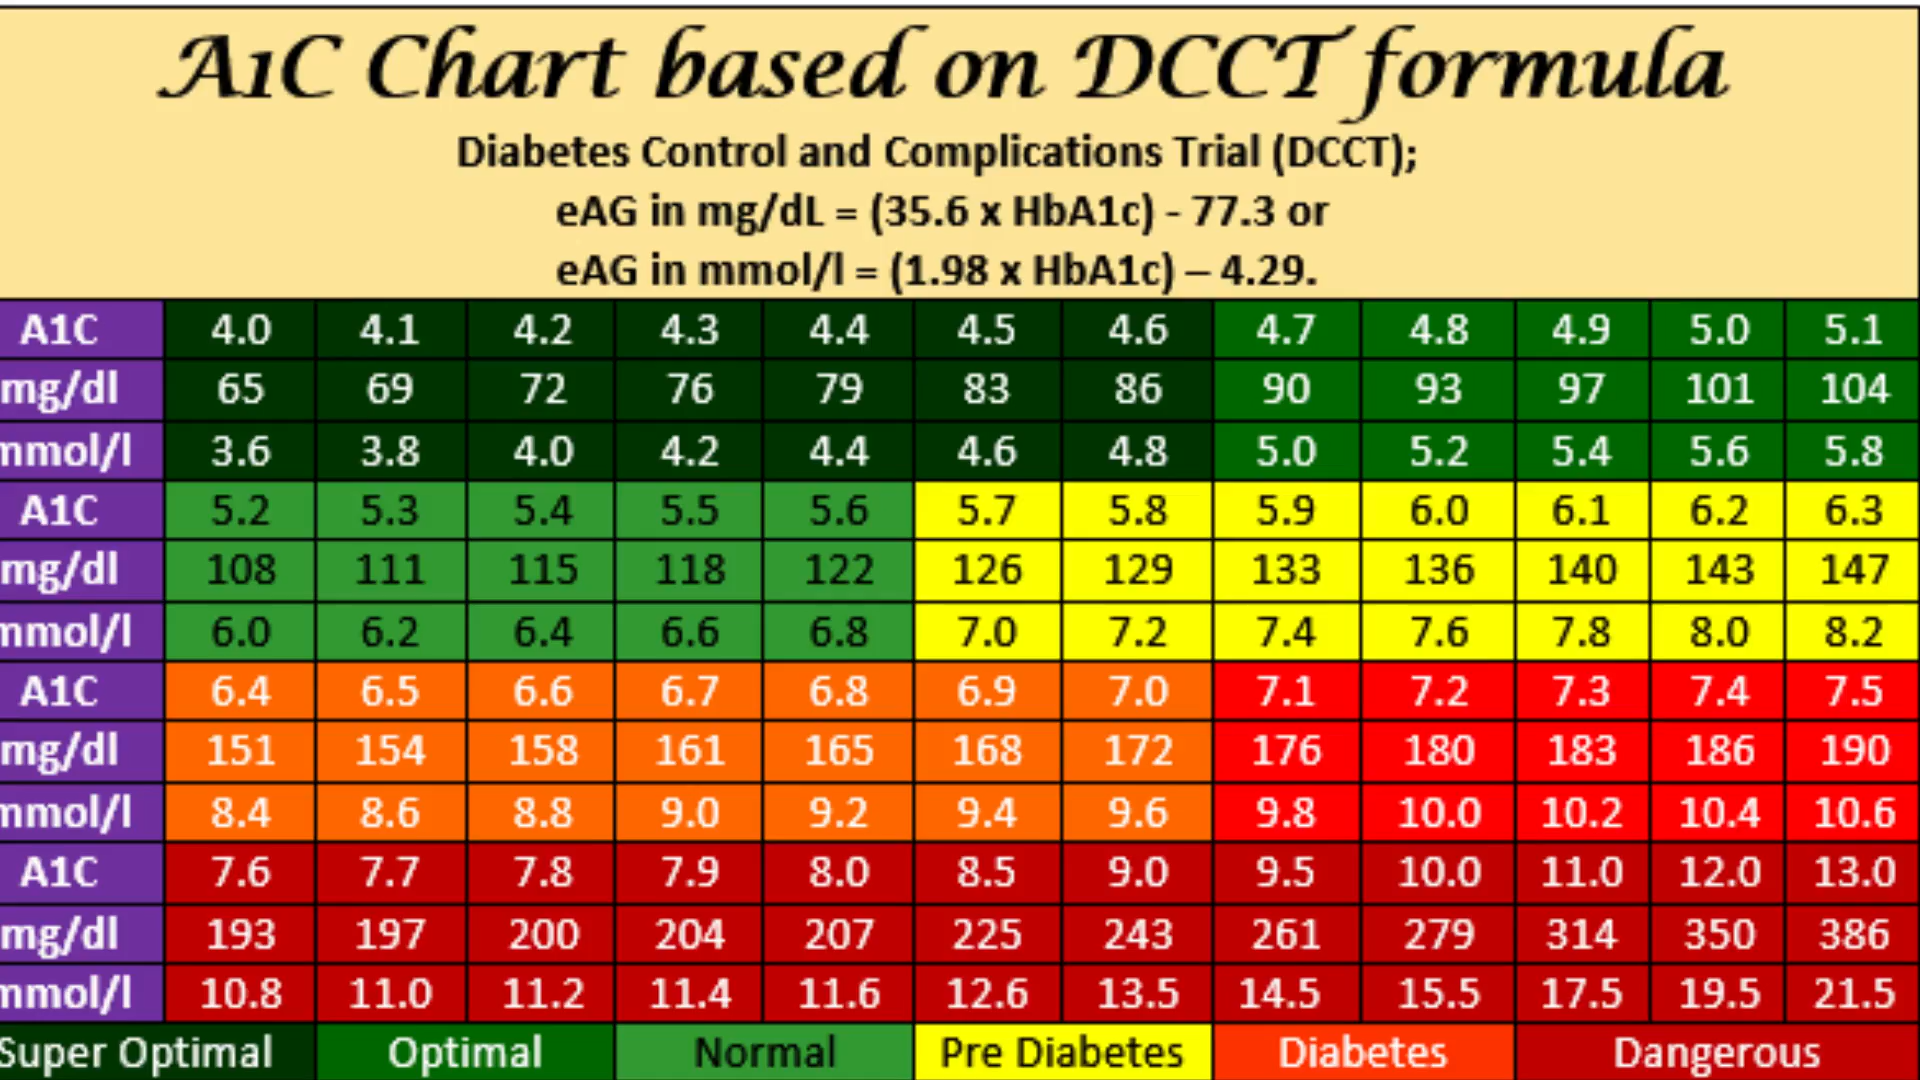 A1C Chart based on DCCT formula
Diabetes Control and Complications Trial (DCCT);
eAG in mg/dL = (35.6 x HbA1c) - 77.3 or
eAG in mmol/l = (1.98 x HbA1c) – 4.29.
A1C 4.0 4.1 4.2 4.3 4.4 4.5 4.6 4.7 4.8 4.9 5.0 5.1
mg/dl 65 69 72 76 79 83 86 90 93 97 101 104
mmol/l 3.6 3.8 4.0 4.2 4.4 4.6 4.8 5.0 5.2 5.4 5.6 5.8
A1C 5.2 5.3 5.4 5.5 5.6 5.7 5.8 5.9 6.0 6.1 6.2 6.3
mg/dl 108 111 115 118 122 126 129 133 136 140 143 147
mmol/l 6.0 6.2 6.4 6.6 6.8 7.0 7.2 7.4 7.6 7.8 8.0 8.2
A1C 6.4 6.5 6.6 6.7 6.8 6.9 7.0 7.1 7.2 7.3 7.4 7.5
mg/dl 151 154 158 161 165 168 172 176 180 183 186 190
mmol/l 8.4 8.6 8.8 9.0 9.2 9.4 9.6 9.8 10.0 10.2 10.4 10.6
A1C 7.6 7.7 7.8 7.9 8.0 8.5 9.0 9.5 10.0 11.0 12.0 13.0
mg/dl 193 197 200 204 207 225 243 261 279 314 350 386
mmol/l 10.8 11.0 11.2 11.4 11.6 12.6 13.5 14.5 15.5 17.5 19.5 21.5
Super Optimal Optimal Normal Pre Diabetes Diabetes Dangerous